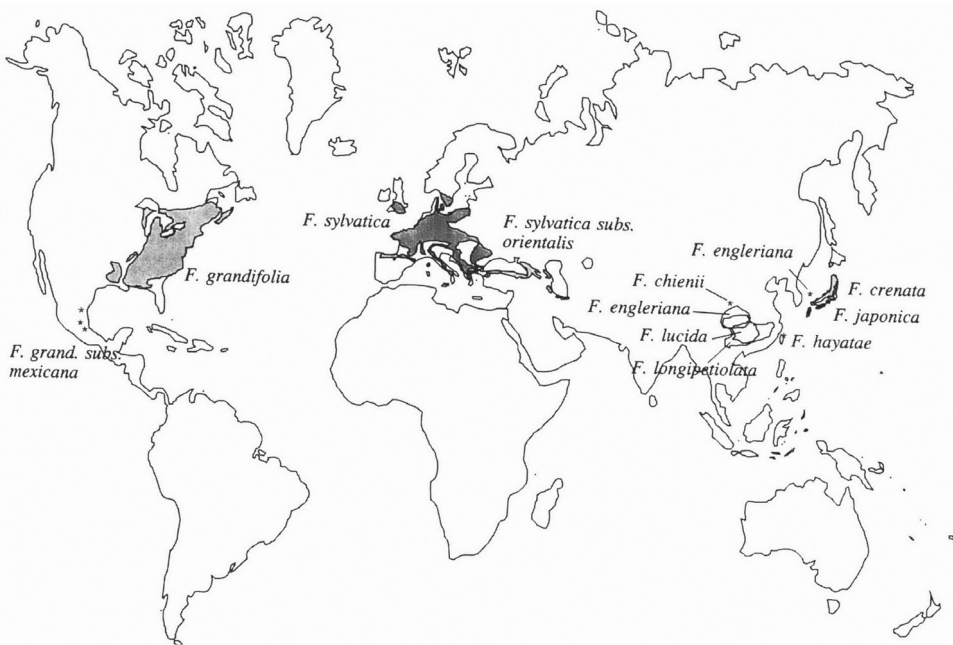 F. sylvatica
F. sylvatica subs.
orientalis
F. grandifolia
F. engleriana
F. chienii
F. crenata
F. engleriana
F. japonica
F. lucida
F. hayatae
F. grand. subs.
mexicana
F. longipetiolata